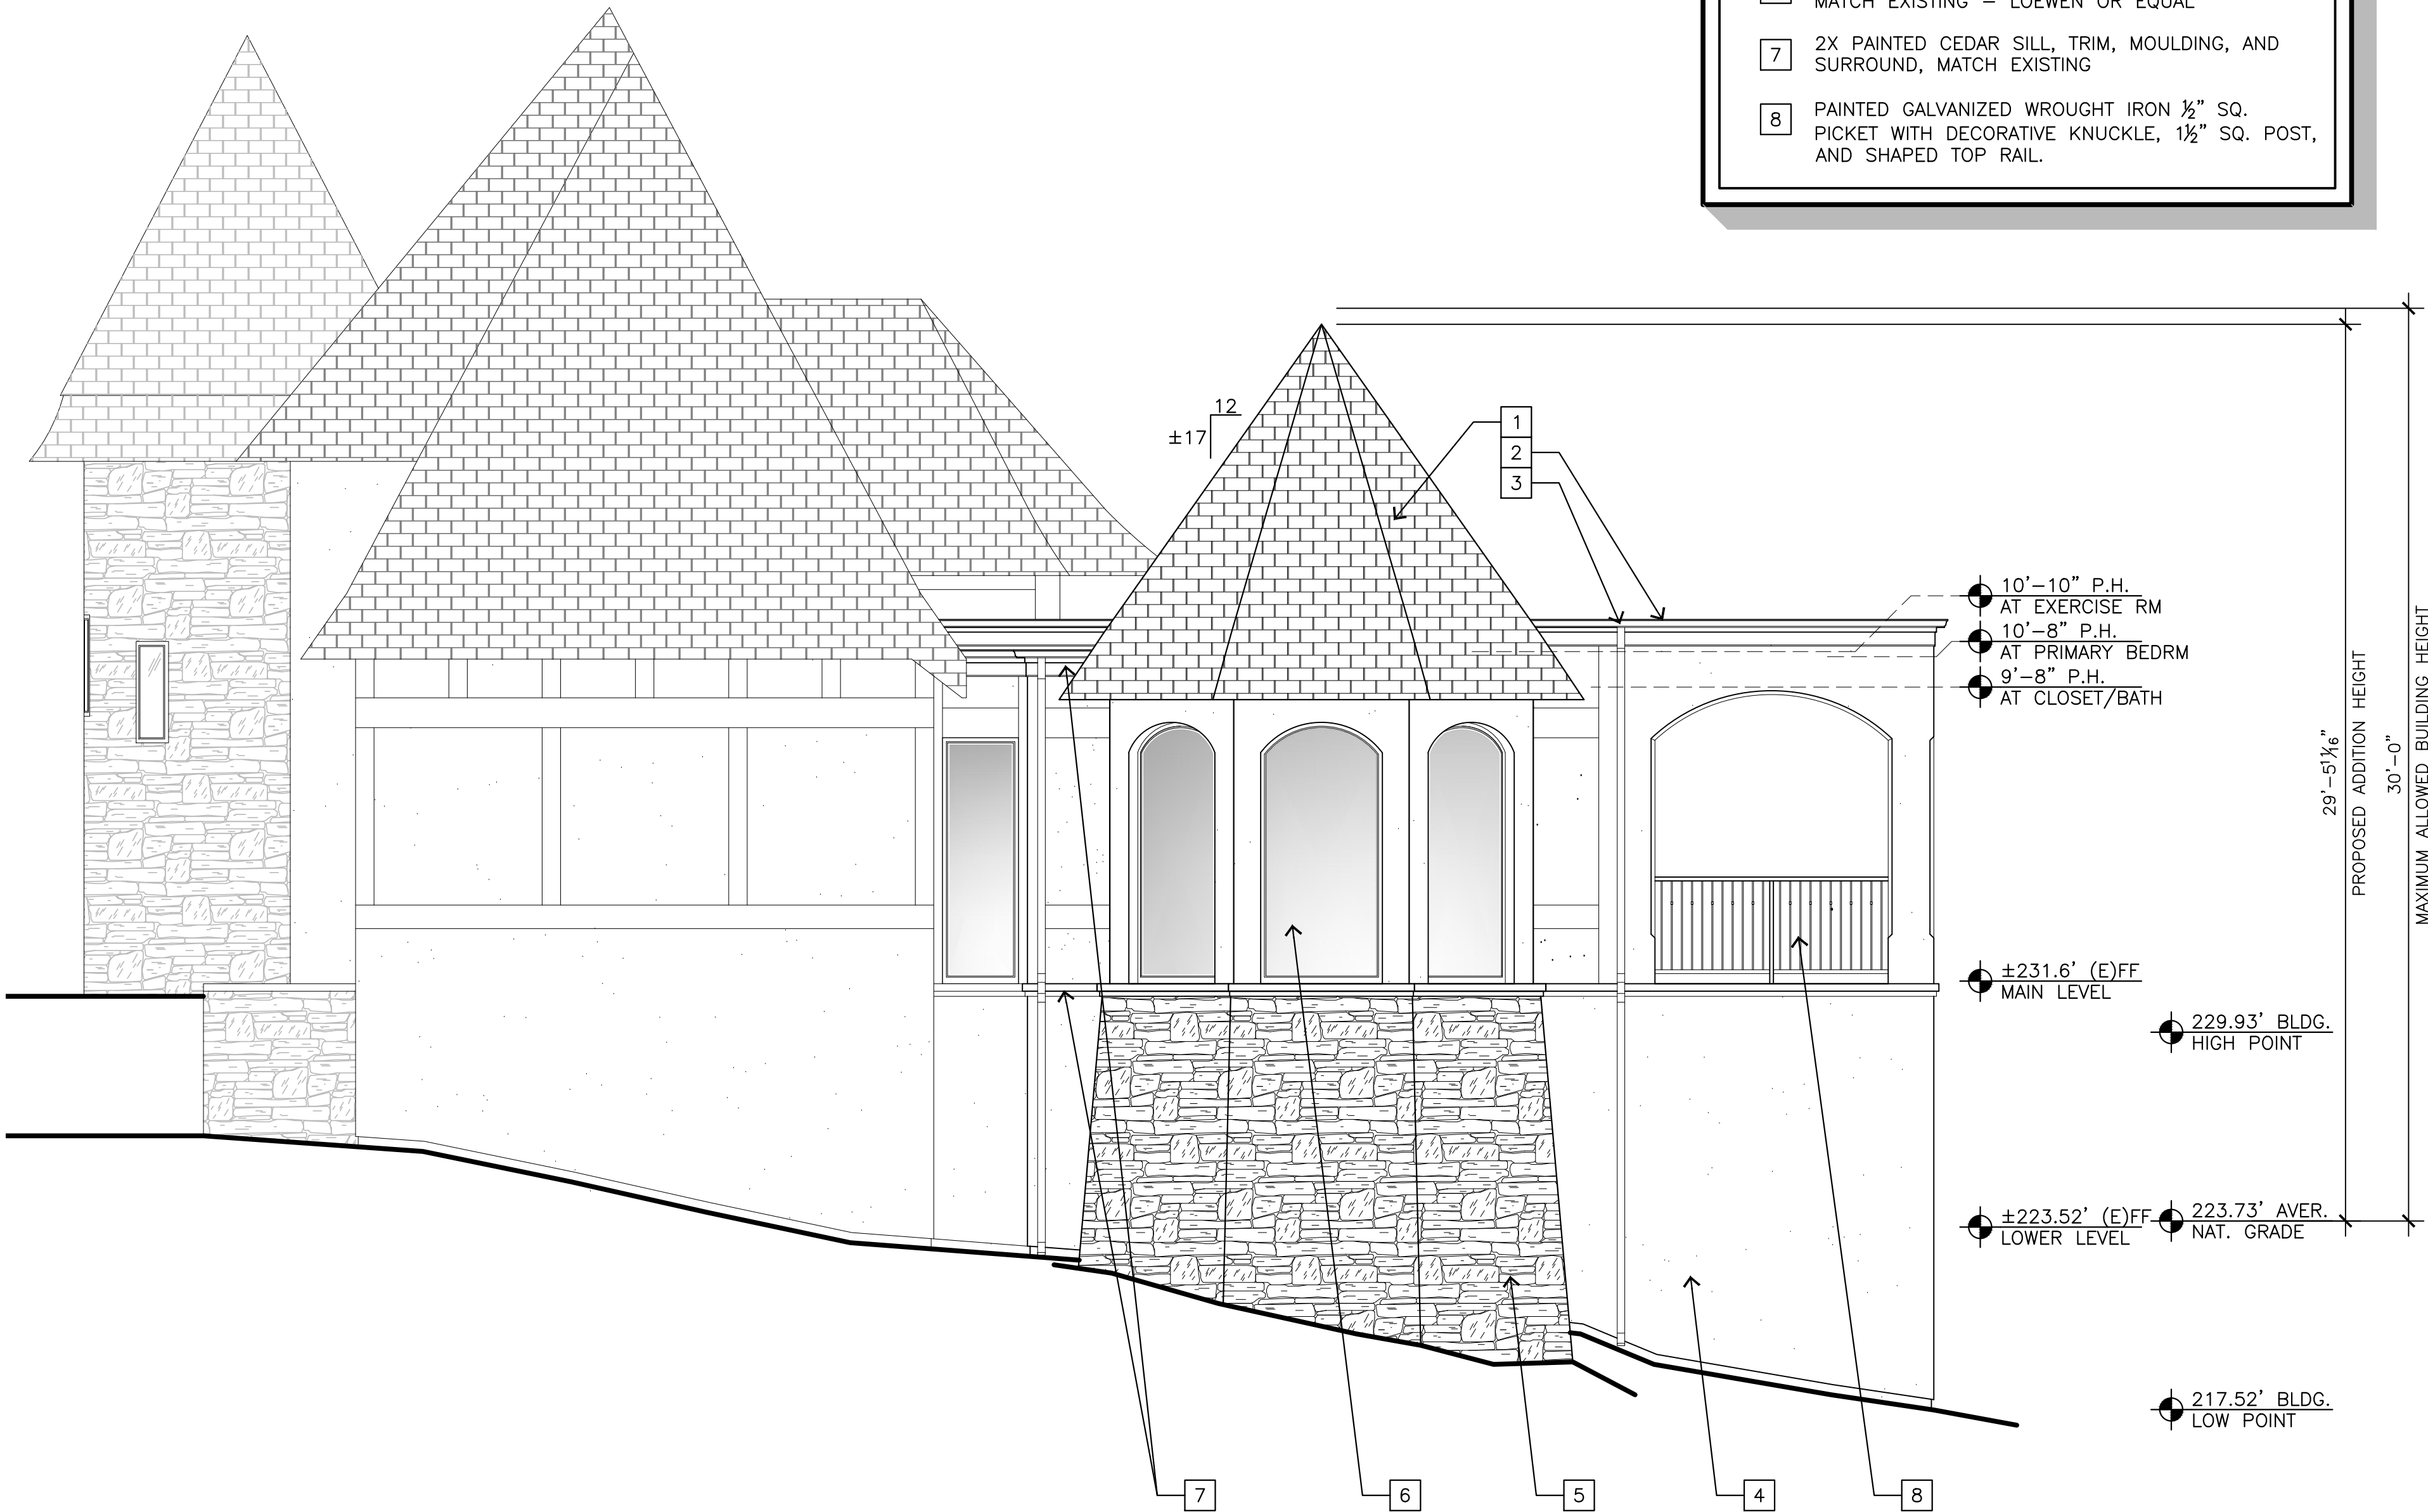 MATCH EXISTING – LOEWEN OR EQUAL
7 2X PAINTED CEDAR SILL, TRIM, MOULDING, AND
SURROUND, MATCH EXISTING
8 PAINTED GALVANIZED WROUGHT IRON ½" SQ.
PICKET WITH DECORATIVE KNUCKLE, 1½" SQ. POST,
AND SHAPED TOP RAIL.
12
±17
1
2
3
10'–10" P.H.
AT EXERCISE RM
10'–8" P.H.
AT PRIMARY BEDRM
9'–8" P.H.
AT CLOSET/BATH
29'–5 1/16"
PROPOSED ADDITION HEIGHT
30'–0"
MAXIMUM ALLOWED BUILDING HEIGHT
±231.6' (E)FF
MAIN LEVEL
229.93' BLDG.
HIGH POINT
±223.52' (E)FF
LOWER LEVEL
223.73' AVER.
NAT. GRADE
217.52' BLDG.
LOW POINT
7
6
5
4
8